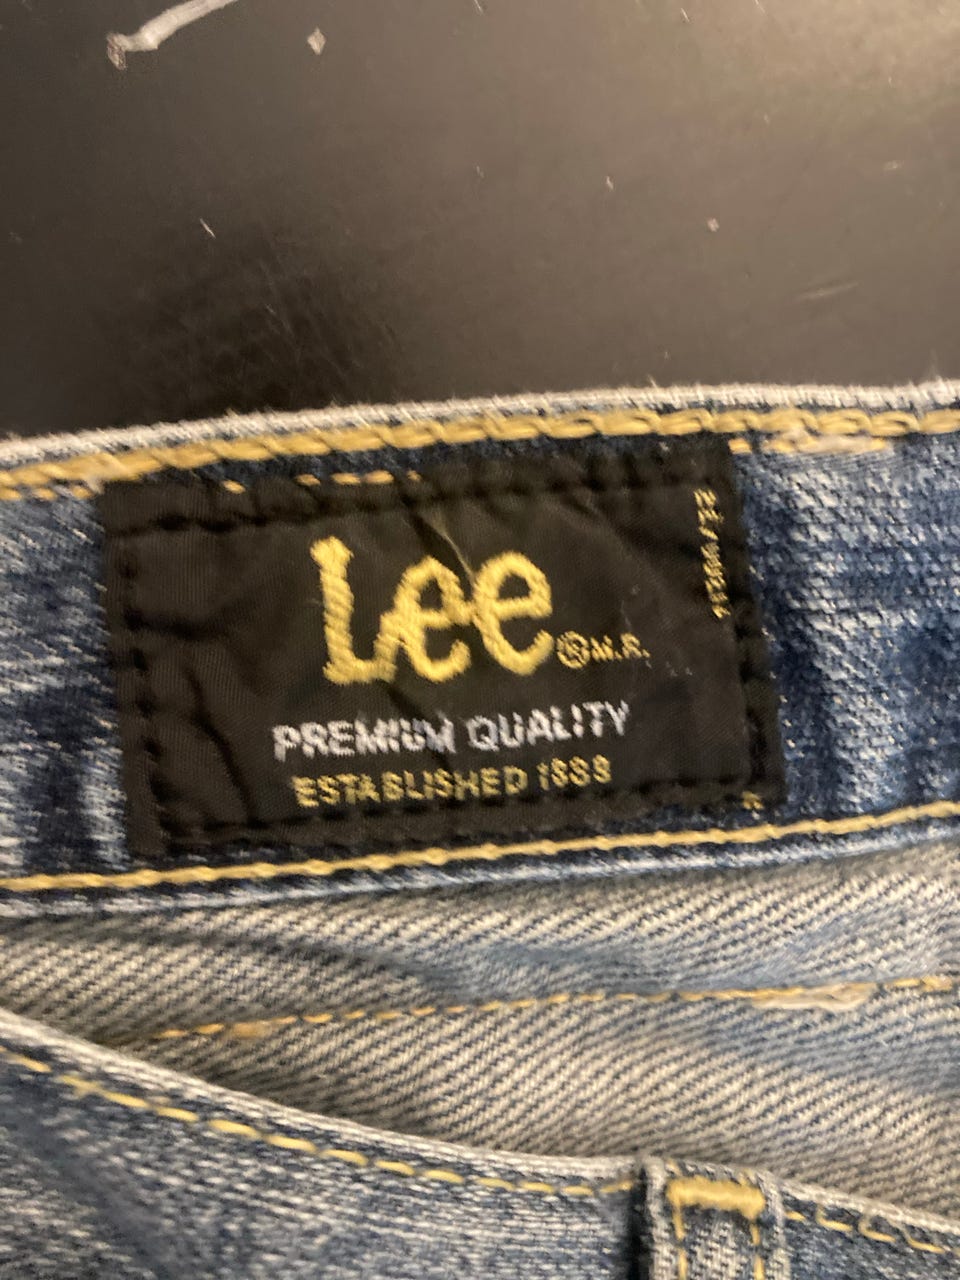 Lee ® M.R.
PREMIUM QUALITY
ESTABLISHED 1889